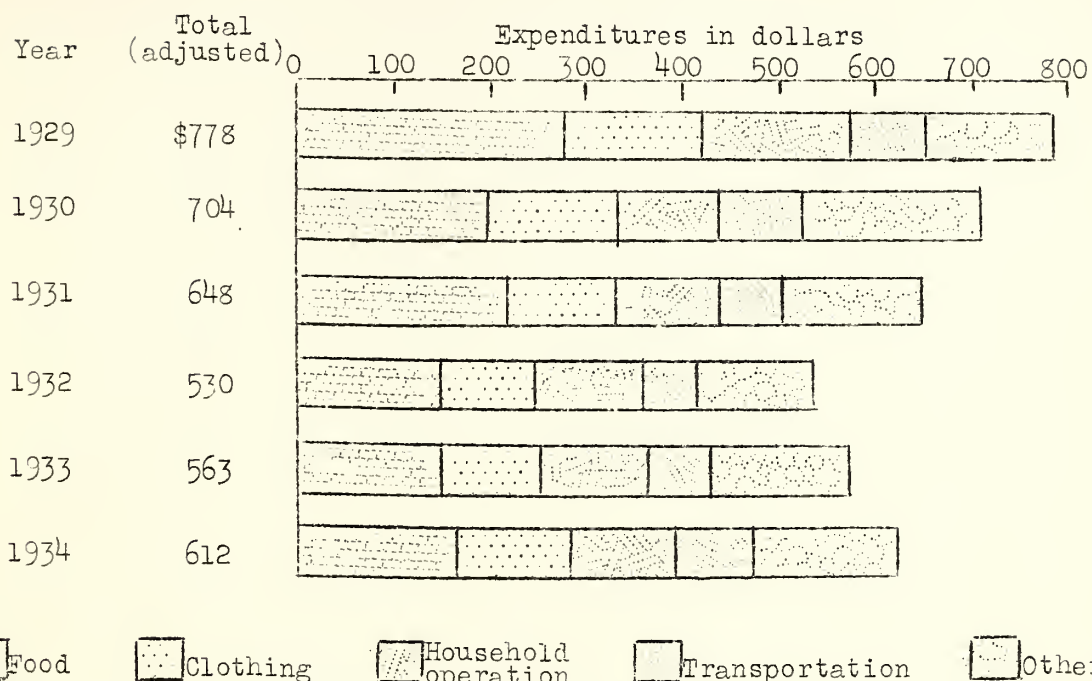 Total
Year (adjusted) Expenditures in dollars
0 100 200 300 400 500 600 700 800
1929 $778
1930 704
1931 648
1932 530
1933 563
1934 612
Food Clothing Household operation Transportation Othe